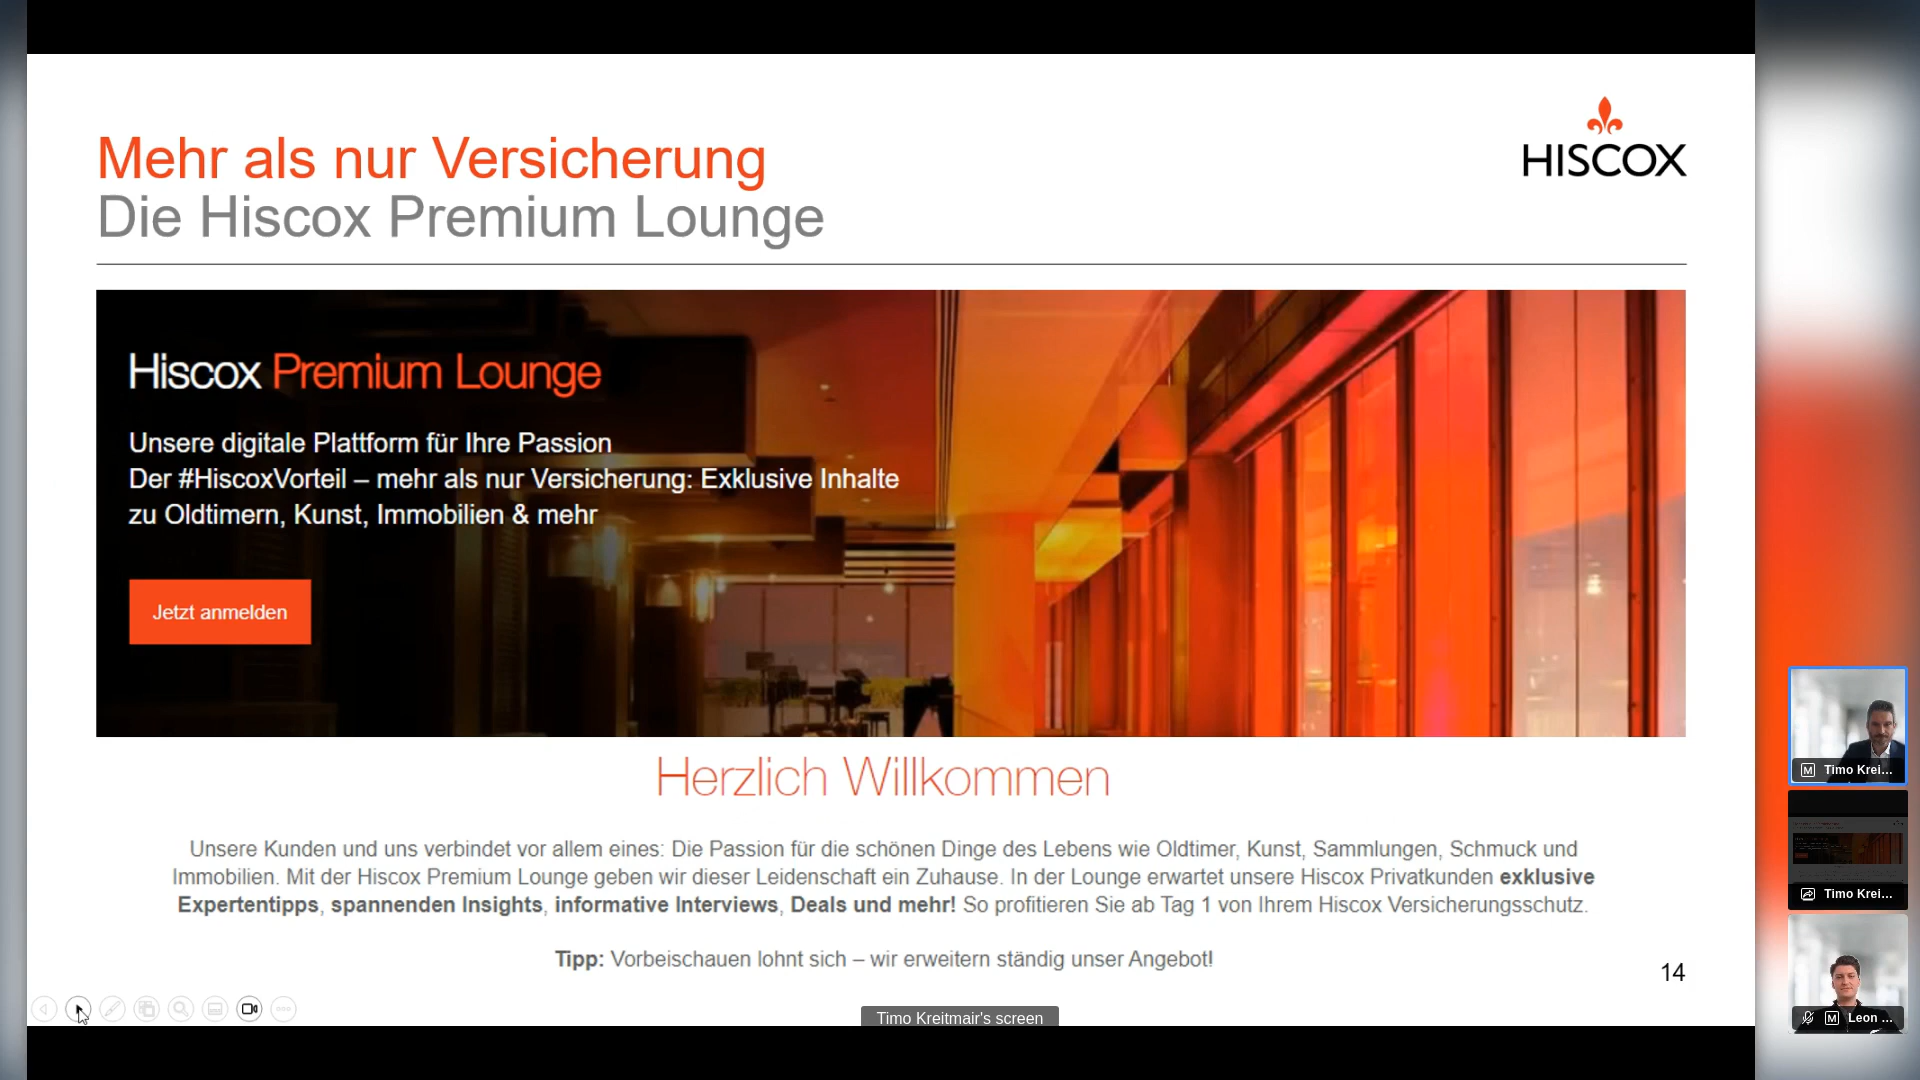 Mehr als nur Versicherung
Die Hiscox Premium Lounge
HISCOX
Hiscox Premium Lounge
Unsere digitale Plattform für Ihre Passion
Der #HiscoxVorteil – mehr als nur Versicherung: Exklusive Inhalte
zu Oldtimern, Kunst, Immobilien & mehr
Jetzt anmelden
Herzlich Willkommen
Unsere Kunden und uns verbindet vor allem eines: Die Passion für die schönen Dinge des Lebens wie Oldtimer, Kunst, Sammlungen, Schmuck und
Immobilien. Mit der Hiscox Premium Lounge geben wir dieser Leidenschaft ein Zuhause. In der Lounge erwartet unsere Hiscox Privatkunden exklusive
Expertentipps, spannenden Insights, informative Interviews, Deals und mehr! So profitieren Sie ab Tag 1 von Ihrem Hiscox Versicherungsschutz.
Tipp: Vorbeischauen lohnt sich – wir erweitern ständig unser Angebot!
14
Timo Kreitmair's screen
M Timo Krei...
Timo Krei...
M Leon ...